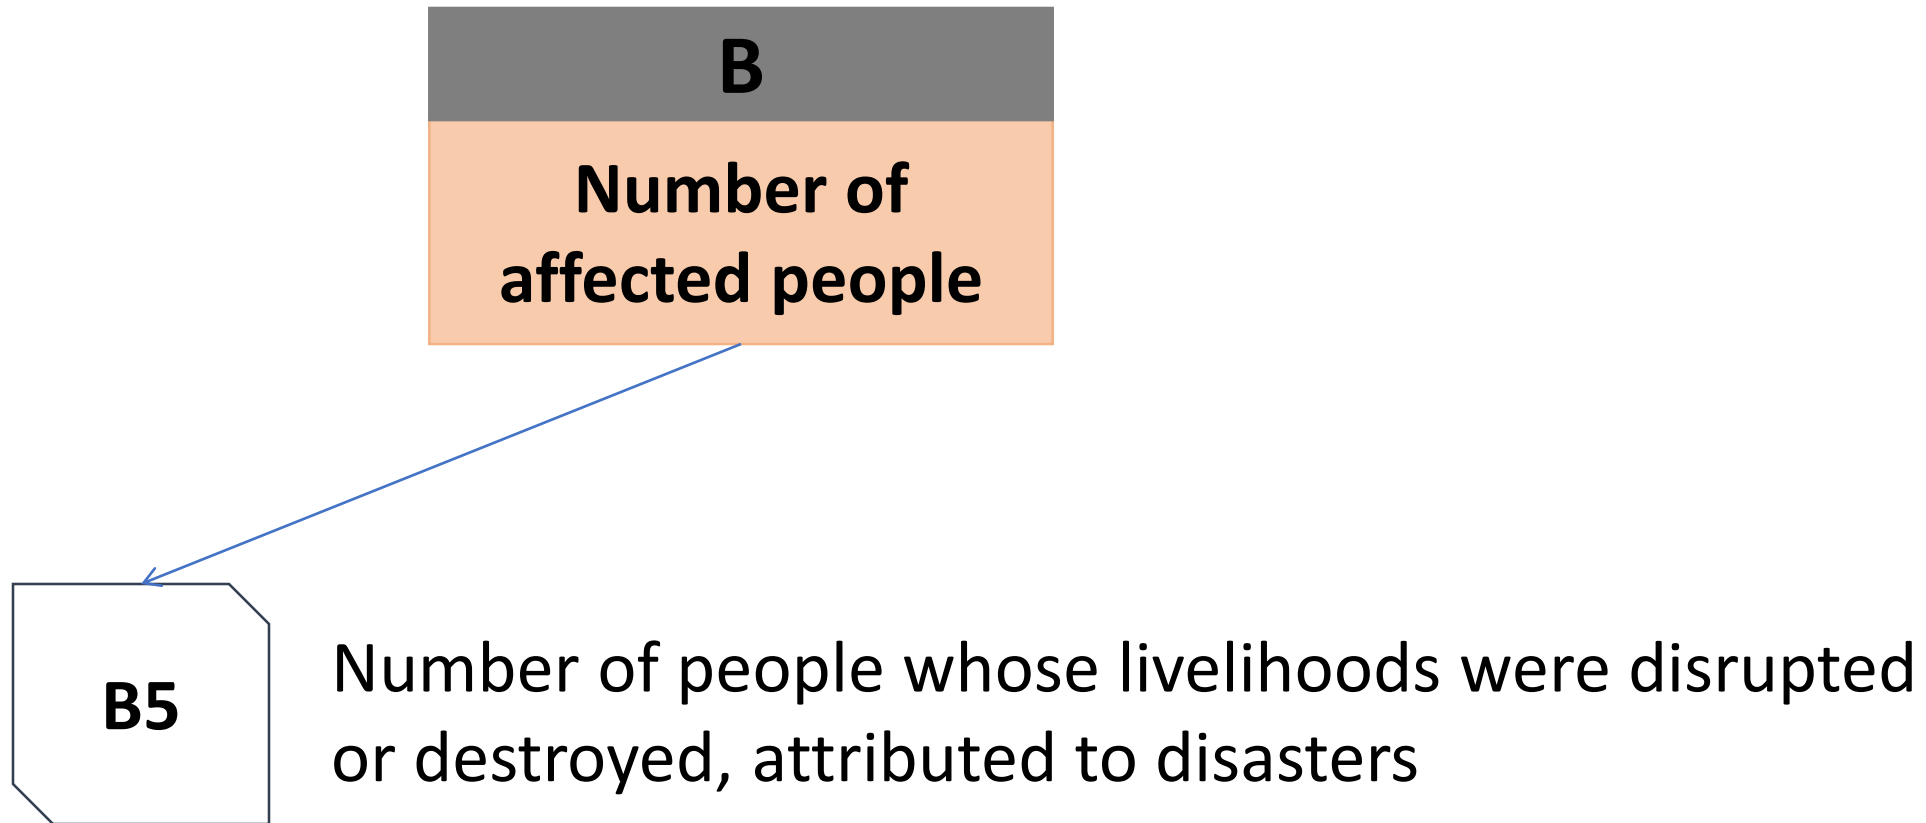 B
Number of
affected people
B5
Number of people whose livelihoods were disrupted
or destroyed, attributed to disasters